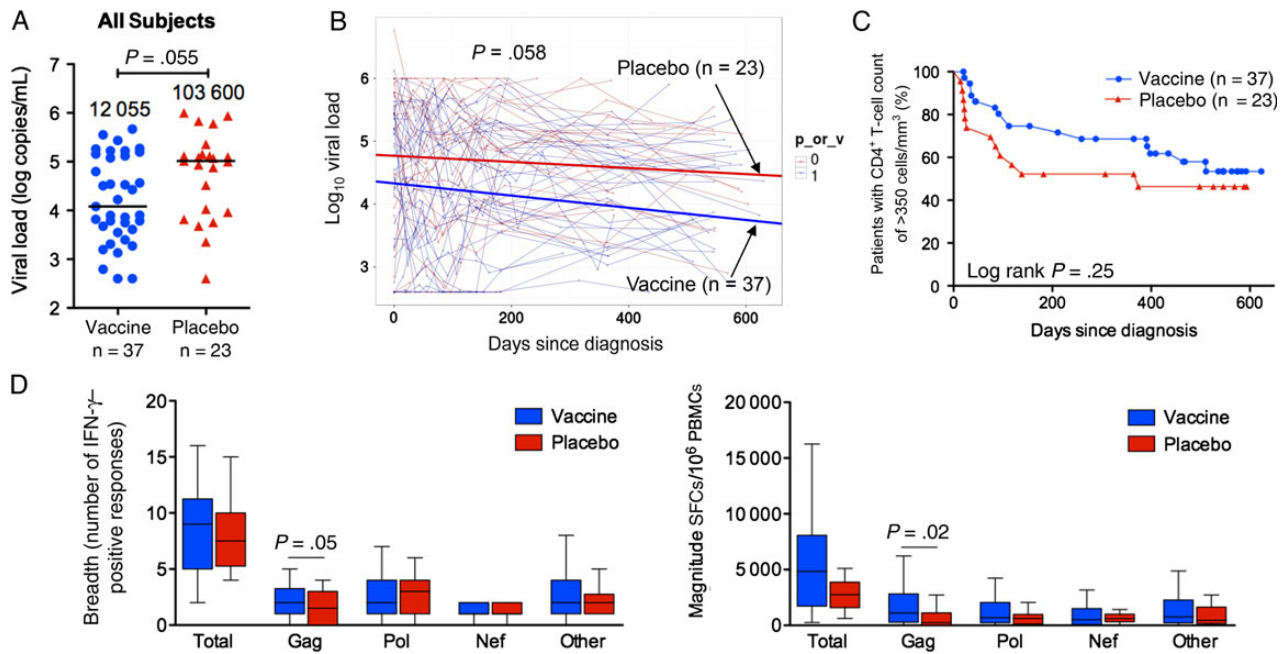 A
All Subjects
P = .055
12 055
103 600
7
6
5
4
3
2
Viral load (log copies/mL)
Vaccine
n = 37
Placebo
n = 23
B
P = .058
Placebo (n = 23)
Vaccine (n = 37)
6
5
4
3
Log10 viral load
0
200
400
600
Days since diagnosis
p_or_v
0
1
C
Vaccine (n = 37)
Placebo (n = 23)
100
80
60
40
20
0
Patients with CD4+ T-cell count
of >350 cells/mm3 (%)
Log rank P = .25
0
200
400
600
Days since diagnosis
D
20
15
10
5
0
Breadth (number of IFN-γ–
positive responses)
Vaccine
Placebo
P = .05
Total
Gag
Pol
Nef
Other
20 000
15 000
10 000
5 000
0
Magnitude SFCs/10^6 PBMCs
Vaccine
Placebo
P = .02
Total
Gag
Pol
Nef
Other